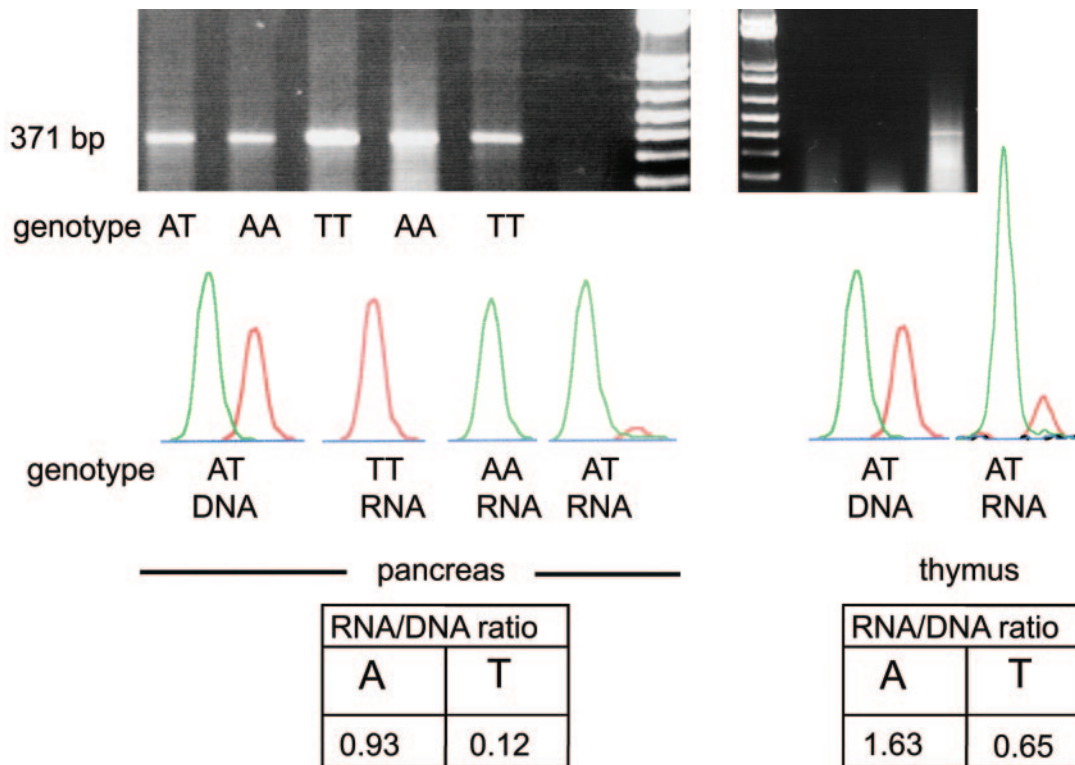 371 bp
genotype AT AA TT AA TT
genotype AT TT AA AT AT AT
DNA RNA RNA RNA DNA RNA
pancreas thymus
RNA/DNA ratio RNA/DNA ratio
A T A T
0.93 0.12 1.63 0.65